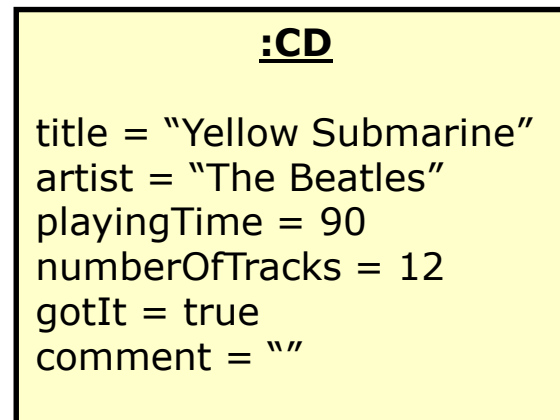 :CD
title = “Yellow Submarine”
artist = “The Beatles”
playingTime = 90
numberOfTracks = 12
gotIt = true
comment = “”